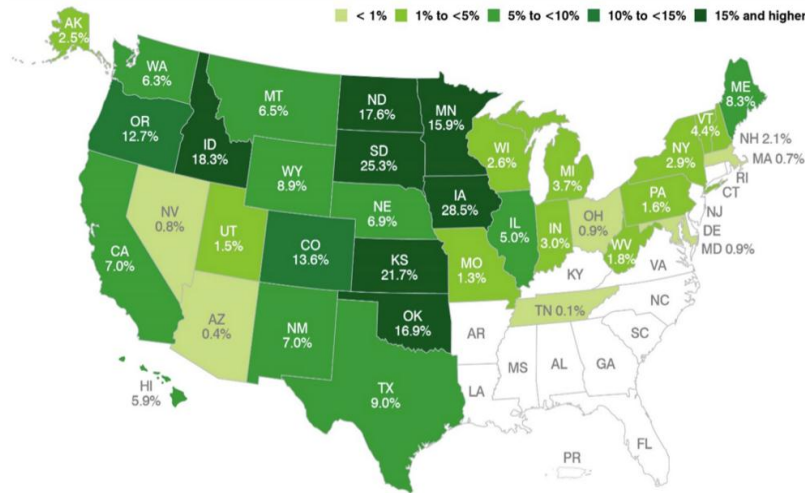 < 1%
1% to <5%
5% to <10%
10% to <15%
15% and higher
AK
2.5%
WA
6.3%
OR
12.7%
ID
18.3%
MT
6.5%
ND
17.6%
MN
15.9%
SD
25.3%
WY
8.9%
NE
6.9%
IA
28.5%
WI
2.6%
MI
3.7%
NY
2.9%
VT
4.4%
ME
8.3%
NH 2.1%
MA 0.7%
RI
CT
NJ
DE
MD 0.9%
PA
1.6%
OH
0.9%
WV
1.8%
IN
3.0%
IL
5.0%
CA
7.0%
NV
0.8%
UT
1.5%
CO
13.6%
KS
21.7%
MO
1.3%
KY
VA
NC
TN 0.1%
SC
AZ
0.4%
NM
7.0%
OK
16.9%
AR
MS
AL
GA
LA
TX
9.0%
HI
5.9%
FL
PR